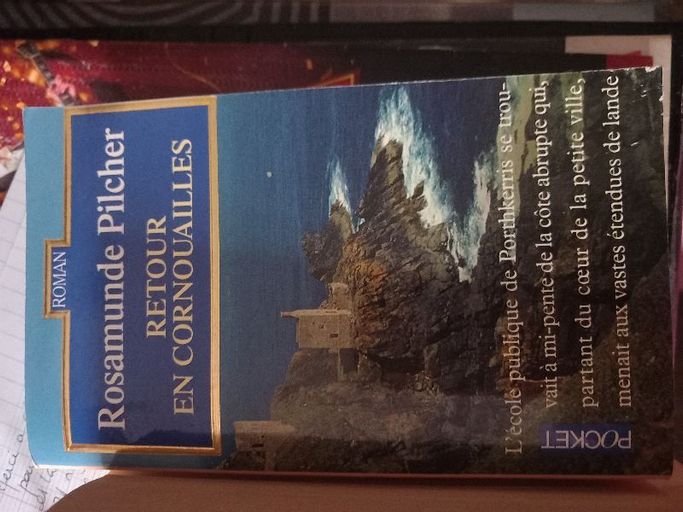 ROMAN
Rosamunde Pilcher
RETOUR
EN CORNOUAILLES
L'école publique de Porthkerris se trou-
vait à mi-pente de la côte abrupte qui,
partant du cœur de la petite ville,
menait aux vastes étendues de lande
POCKET